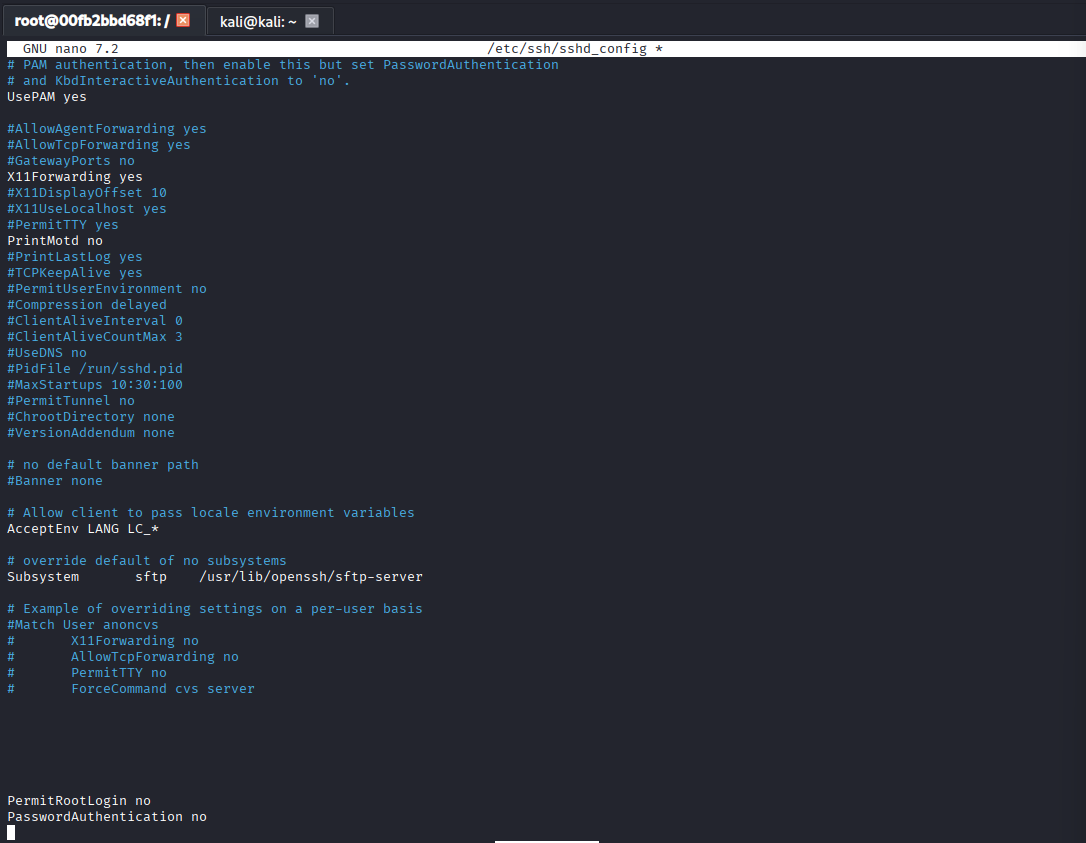 root@00fb2bbd68f1: /
kali@kali: ~
GNU nano 7.2 /etc/ssh/sshd_config *
# PAM authentication, then enable this but set PasswordAuthentication
# and KbdInteractiveAuthentication to 'no'.
UsePAM yes
#AllowAgentForwarding yes
#AllowTcpForwarding yes
#GatewayPorts no
X11Forwarding yes
#X11DisplayOffset 10
#X11UseLocalhost yes
#PermitTTY yes
PrintMotd no
#PrintLastLog yes
#TCPKeepAlive yes
#PermitUserEnvironment no
#Compression delayed
#ClientAliveInterval 0
#ClientAliveCountMax 3
#UseDNS no
#PidFile /run/sshd.pid
#MaxStartups 10:30:100
#PermitTunnel no
#ChrootDirectory none
#VersionAddendum none
# no default banner path
#Banner none
# Allow client to pass locale environment variables
AcceptEnv LANG LC_*
# override default of no subsystems
Subsystem       sftp    /usr/lib/openssh/sftp-server
# Example of overriding settings on a per-user basis
#Match User anoncvs
#       X11Forwarding no
#       AllowTcpForwarding no
#       PermitTTY no
#       ForceCommand cvs server
PermitRootLogin no
PasswordAuthentication no